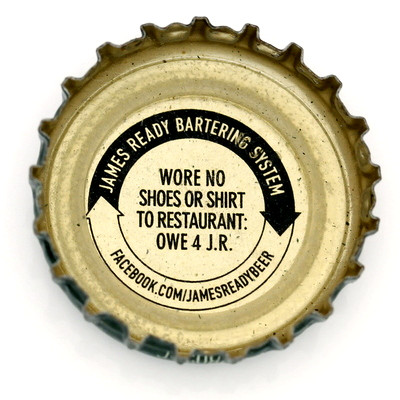 JAMES READY BARTERING SYSTEM
WORE NO
SHOES OR SHIRT
TO RESTAURANT:
OWE 4 J.R.
FACEBOOK.COM/JAMESREADYBEER